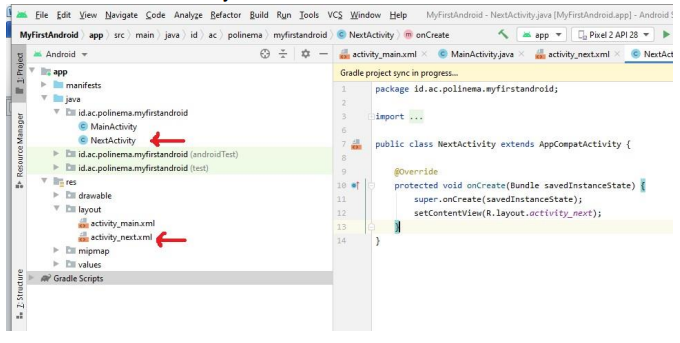 File Edit View Navigate Code Analyze Refactor Build Run Tools VCS Window Help MyFirstAndroid - NextActivity.java [MyFirstAndroid.app] - Android S
MyFirstAndroid app src main java id ac polinema myfirstandroid NextActivity onCreate app Pixel 2 API 28
1: Project
Resource Manager
Z: Structure
Android
app
manifests
java
id.ac.polinema.myfirstandroid
MainActivity
NextActivity
id.ac.polinema.myfirstandroid (androidTest)
id.ac.polinema.myfirstandroid (test)
res
drawable
layout
activity_main.xml
activity_next.xml
mipmap
values
Gradle Scripts
activity_main.xml MainActivity.java activity_next.xml NextAct
Gradle project sync in progress...
1 package id.ac.polinema.myfirstandroid;
2
3 import ...
6
7 public class NextActivity extends AppCompatActivity {
8
9 @Override
10 protected void onCreate(Bundle savedInstanceState) {
11 super.onCreate(savedInstanceState);
12 setContentView(R.layout.activity_next);
13 }
14 }